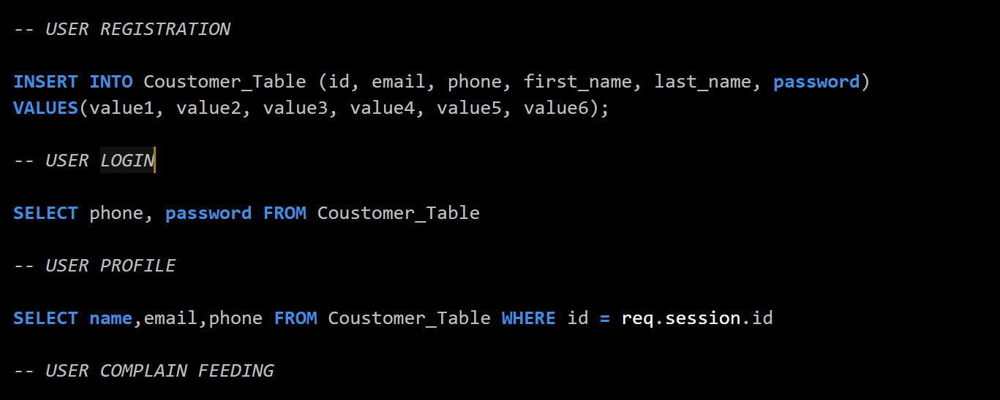 -- USER REGISTRATION
INSERT INTO Coustomer_Table (id, email, phone, first_name, last_name, password)
VALUES(value1, value2, value3, value4, value5, value6);
-- USER LOGIN
SELECT phone, password FROM Coustomer_Table
-- USER PROFILE
SELECT name,email,phone FROM Coustomer_Table WHERE id = req.session.id
-- USER COMPLAIN FEEDING